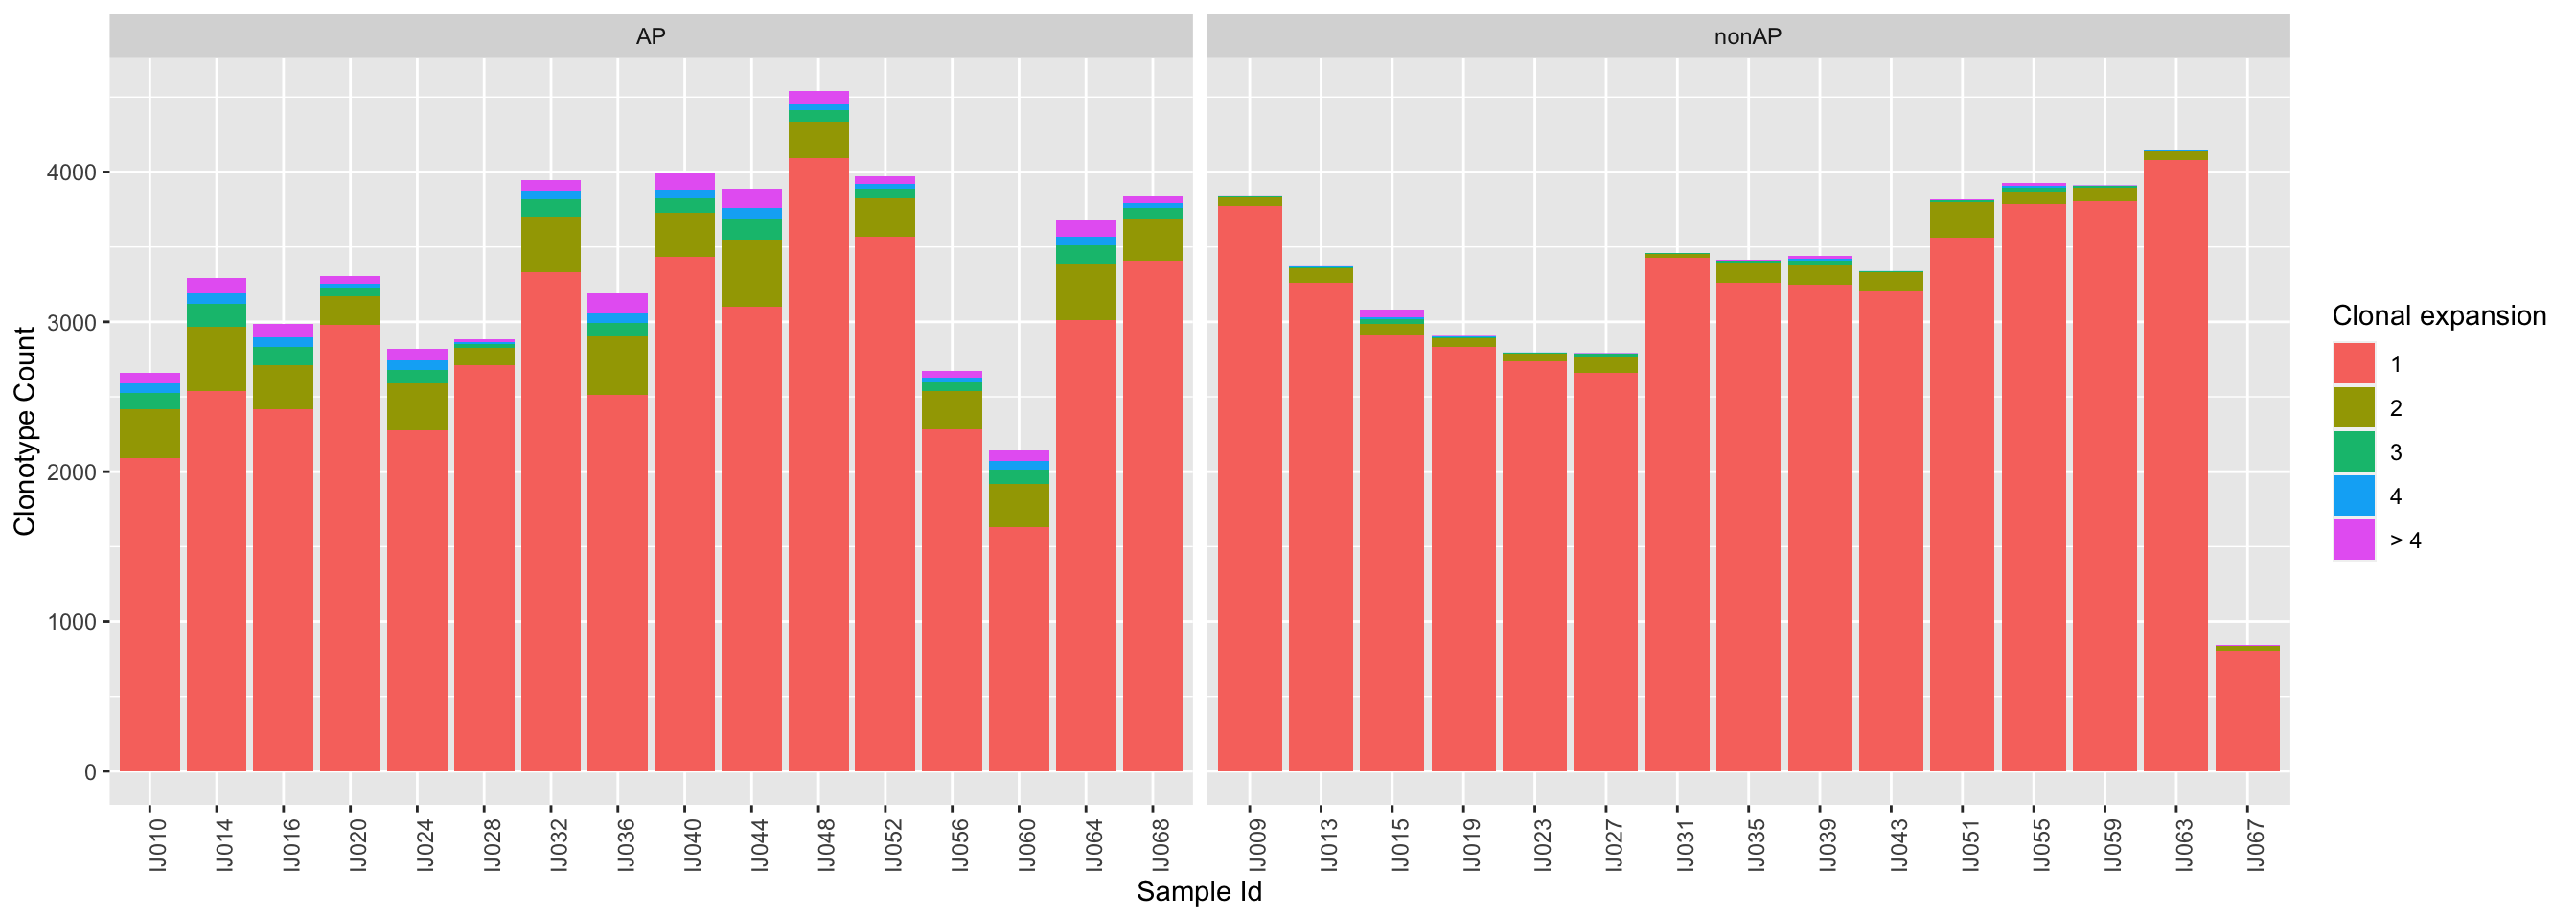 AP
nonAP
Clonotype Count
4000
3000
2000
1000
0
IJ010
IJ014
IJ016
IJ020
IJ024
IJ028
IJ032
IJ036
IJ040
IJ044
IJ048
IJ052
IJ056
IJ060
IJ064
IJ068
IJ009
IJ013
IJ015
IJ019
IJ023
IJ027
IJ031
IJ035
IJ039
IJ043
IJ051
IJ055
IJ059
IJ063
IJ067
Sample Id
Clonal expansion
1
2
3
4
> 4